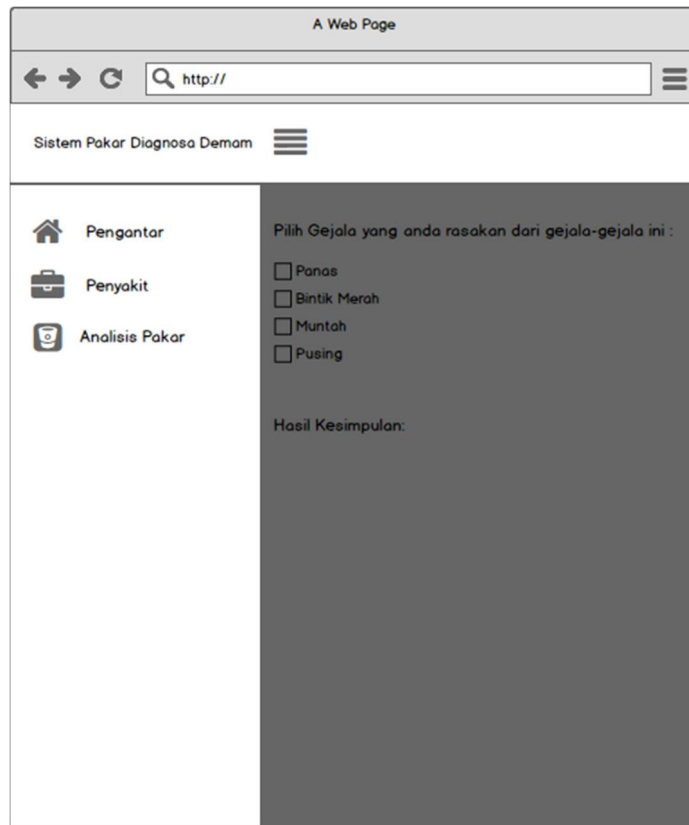 A Web Page
http://
Sistem Pakar Diagnosa Demam
Pengantar
Penyakit
Analisis Pakar
Pilih Gejala yang anda rasakan dari gejala-gejala ini :
Panas
Bintik Merah
Muntah
Pusing
Hasil Kesimpulan: